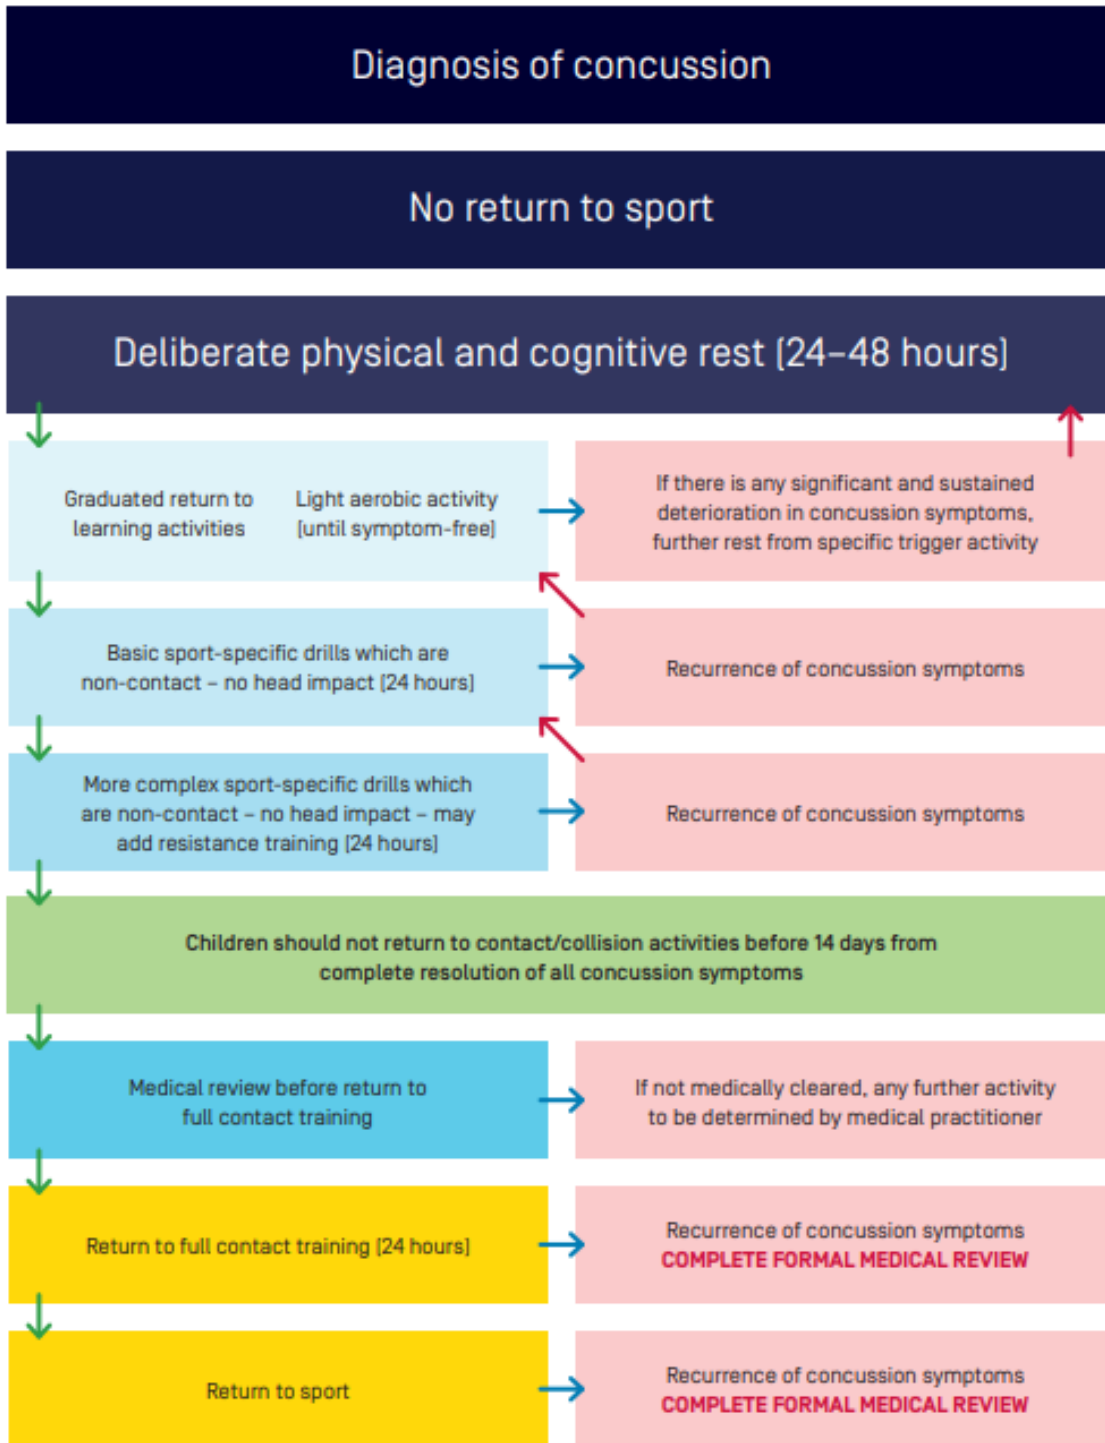 Diagnosis of concussion
No return to sport
Deliberate physical and cognitive rest (24–48 hours)
Graduated return to
learning activities
Light aerobic activity
(until symptom-free)
If there is any significant and sustained
deterioration in concussion symptoms,
further rest from specific trigger activity
Basic sport-specific drills which are
non-contact – no head impact (24 hours)
Recurrence of concussion symptoms
More complex sport-specific drills which
are non-contact – no head impact – may
add resistance training (24 hours)
Recurrence of concussion symptoms
Children should not return to contact/collision activities before 14 days from
complete resolution of all concussion symptoms
Medical review before return to
full contact training
If not medically cleared, any further activity
to be determined by medical practitioner
Return to full contact training (24 hours)
Recurrence of concussion symptoms
COMPLETE FORMAL MEDICAL REVIEW
Return to sport
Recurrence of concussion symptoms
COMPLETE FORMAL MEDICAL REVIEW